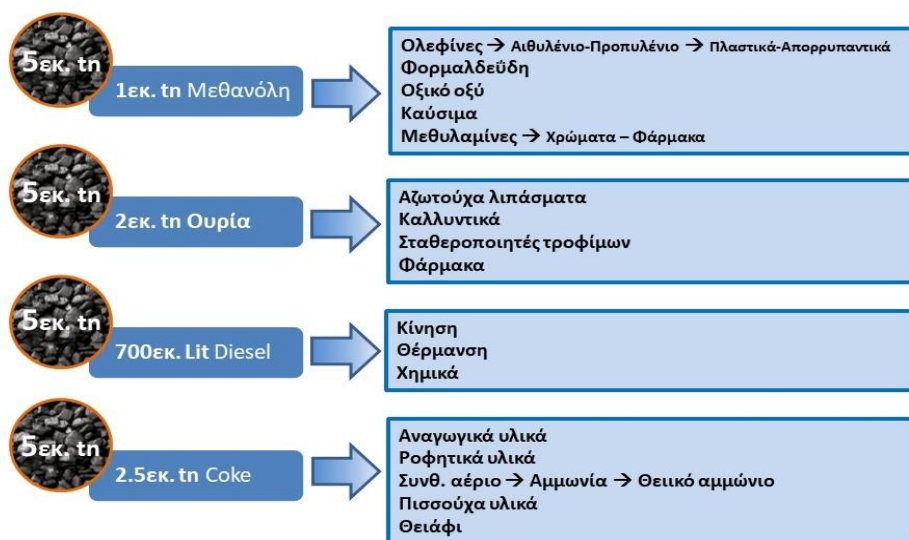 5εκ. tn
1εκ. tn Μεθανόλη
Ολεφίνες → Αιθυλένιο-Προπυλένιο → Πλαστικά-Απορρυπαντικά
Φορμαλδεΰδη
Οξικό οξύ
Καύσιμα
Μεθυλαμίνες → Χρώματα – Φάρμακα
5εκ. tn
2εκ. tn Ουρία
Αζωτούχα λιπάσματα
Καλλυντικά
Σταθεροποιητές τροφίμων
Φάρμακα
5εκ. tn
700εκ. Lit Diesel
Κίνηση
Θέρμανση
Χημικά
5εκ. tn
2.5εκ. tn Coke
Αναγωγικά υλικά
Ροφητικά υλικά
Συνθ. αέριο → Αμμωνία → Θειικό αμμώνιο
Πισσούχα υλικά
Θειάφι